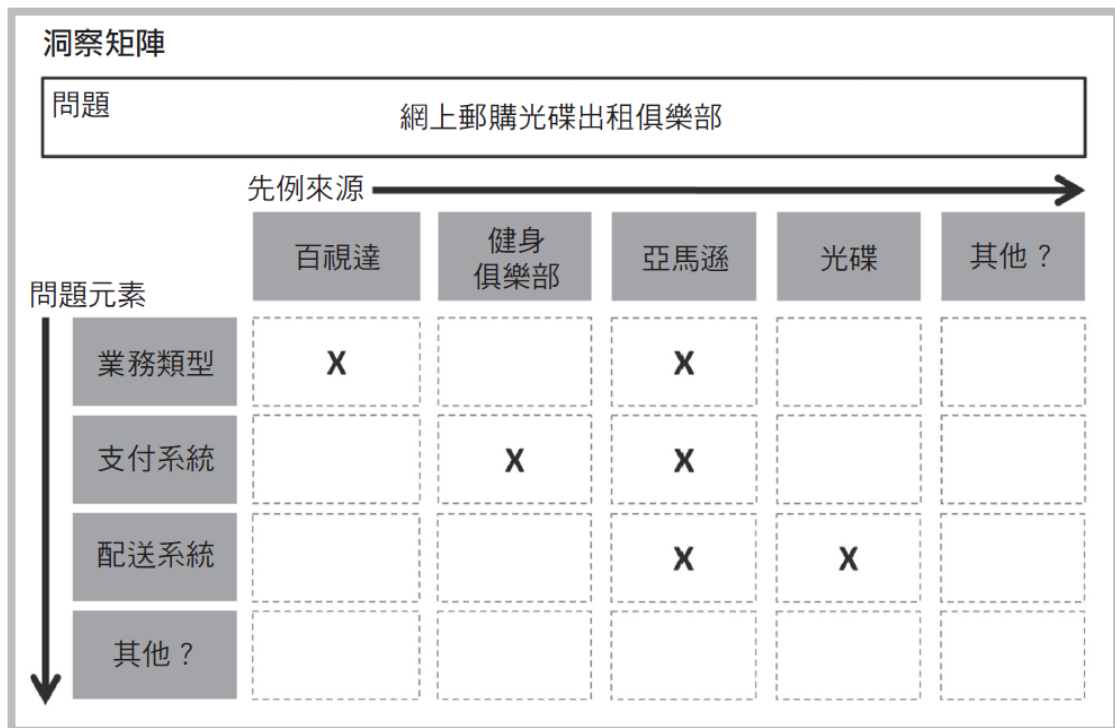 洞察矩陣
問題
網上郵購光碟出租俱樂部
先例來源
百視達
健身
俱樂部
亞馬遜
光碟
其他？
問題元素
業務類型
X
X
支付系統
X
X
配送系統
X
X
其他？